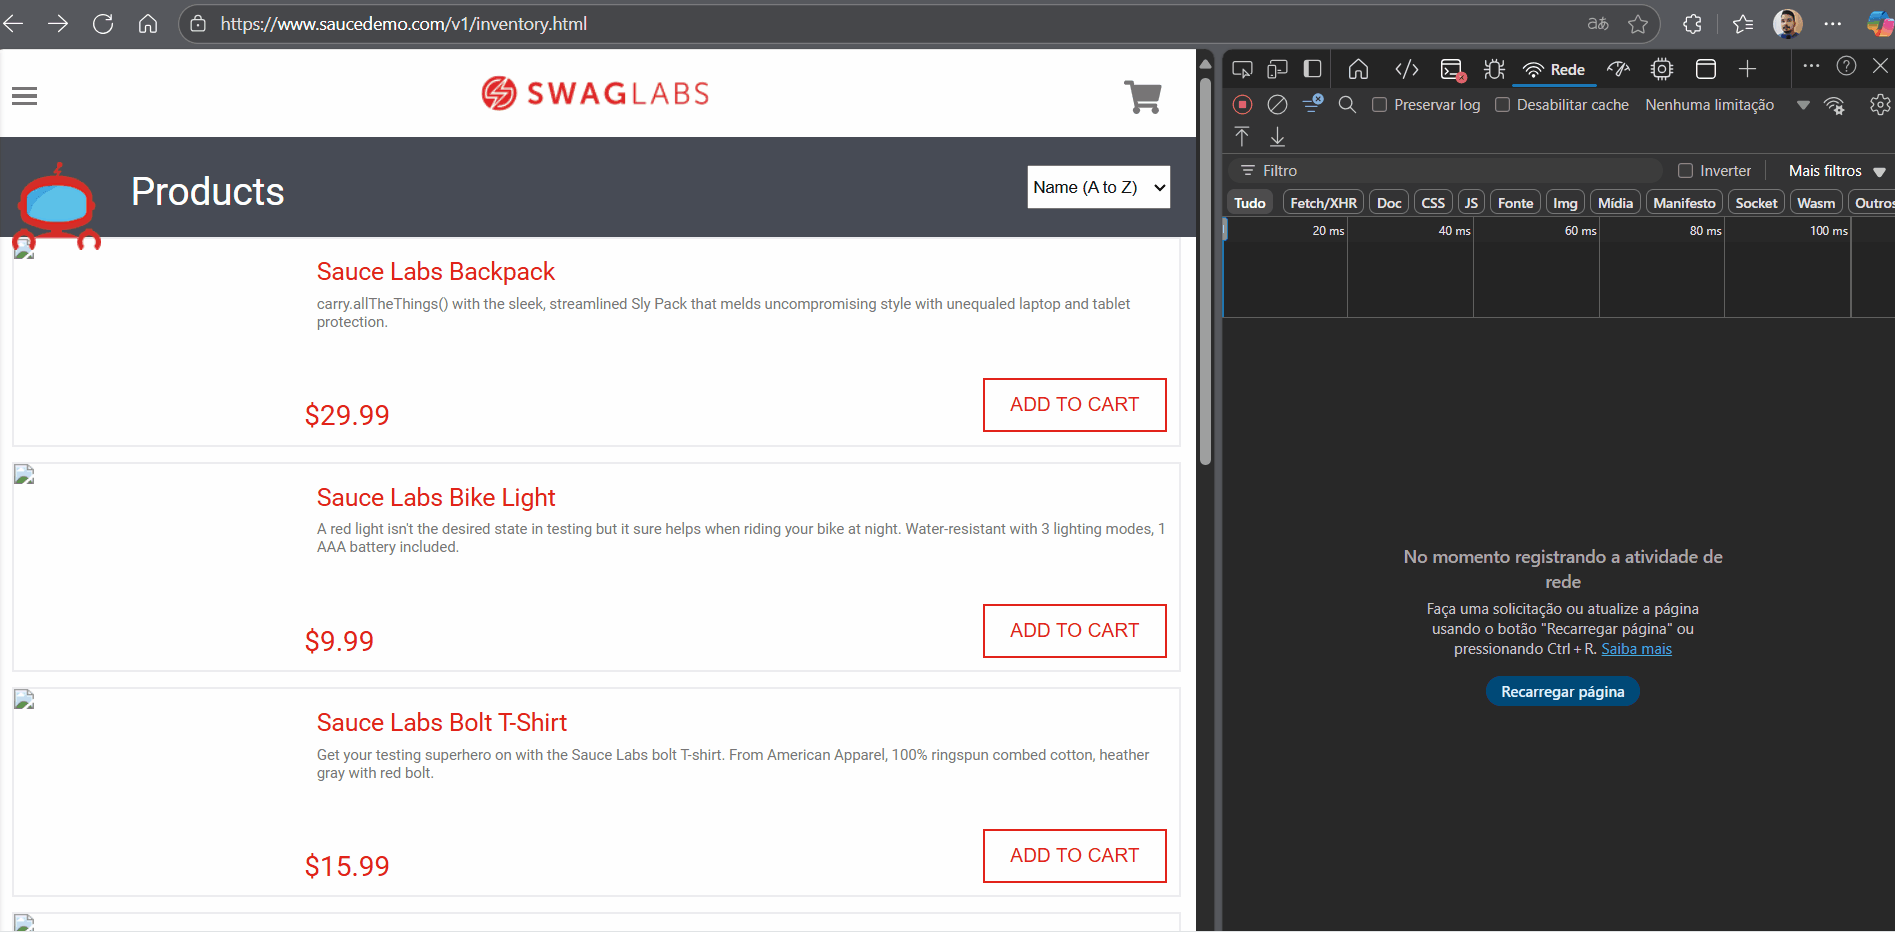 https://www.saucedemo.com/v1/inventory.html
aあ
SWAGLABS
Products
Name (A to Z)
Sauce Labs Backpack
carry.allTheThings() with the sleek, streamlined Sly Pack that melds uncompromising style with unequaled laptop and tablet
protection.
$29.99
ADD TO CART
Sauce Labs Bike Light
A red light isn't the desired state in testing but it sure helps when riding your bike at night. Water-resistant with 3 lighting modes, 1
AAA battery included.
$9.99
ADD TO CART
Sauce Labs Bolt T-Shirt
Get your testing superhero on with the Sauce Labs bolt T-shirt. From American Apparel, 100% ringspun combed cotton, heather
gray with red bolt.
$15.99
ADD TO CART
Rede
Preservar log
Desabilitar cache
Nenhuma limitação
Filtro
Inverter
Mais filtros
Tudo Fetch/XHR Doc CSS JS Fonte Img Mídia Manifesto Socket Wasm Outros
20 ms 40 ms 60 ms 80 ms 100 ms
No momento registrando a atividade de
rede
Faça uma solicitação ou atualize a página
usando o botão "Recarregar página" ou
pressionando Ctrl + R. Saiba mais
Recarregar página